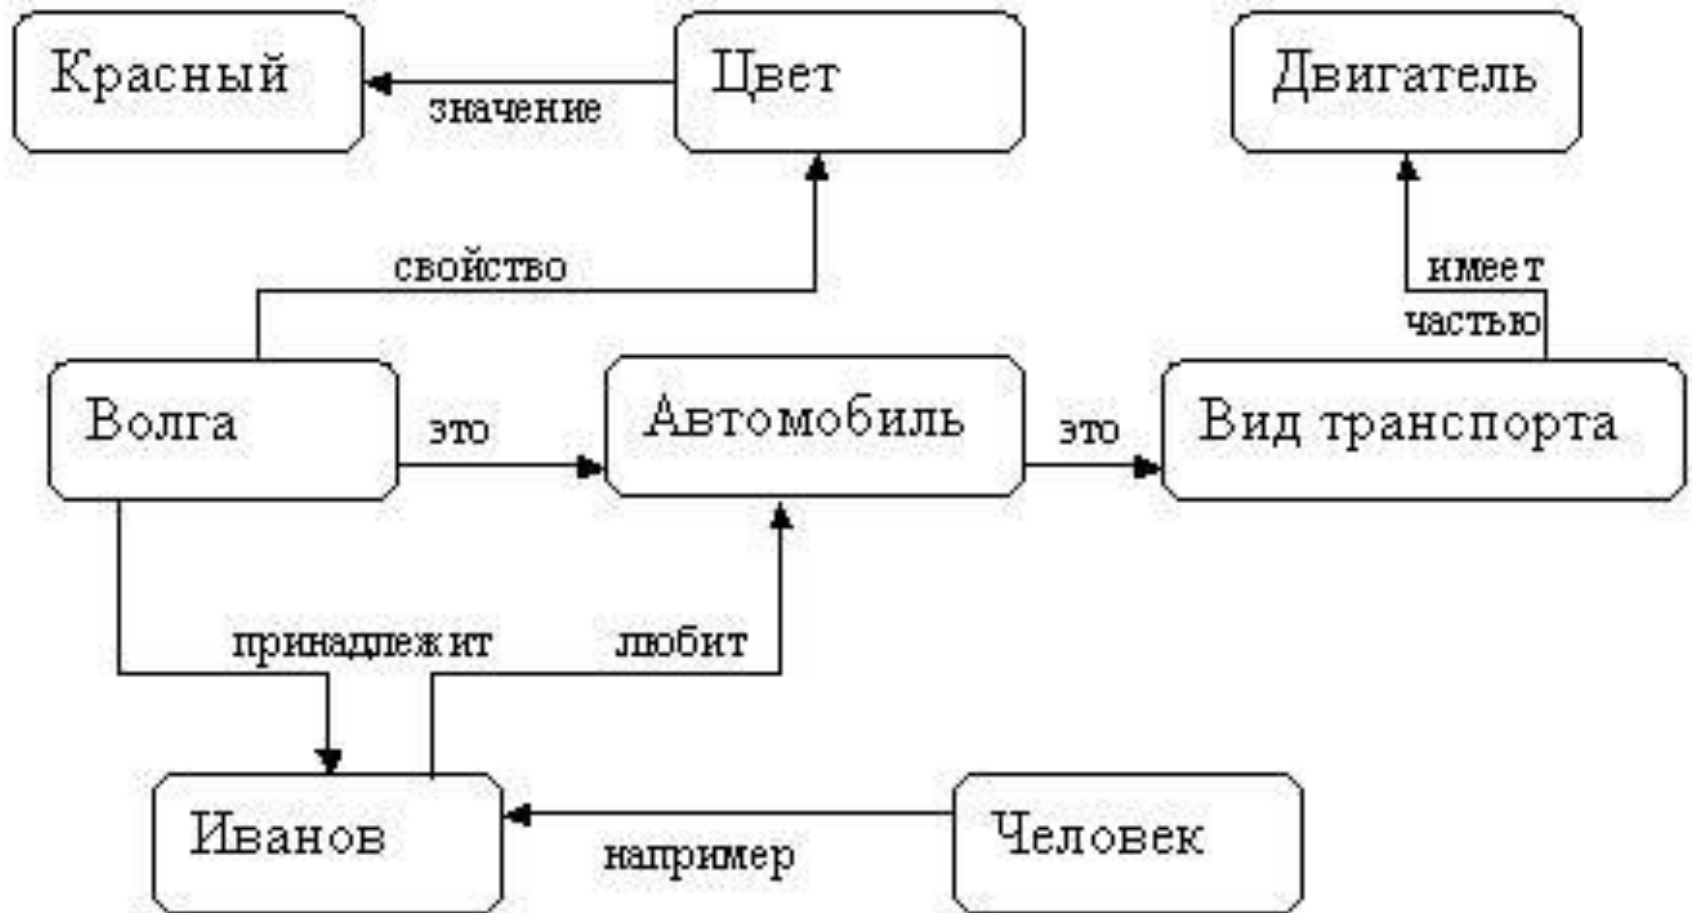 Красный
Цвет
Двигатель
значение
свойство
имеет
частью
Волга
это
Автомобиль
это
Вид транспорта
принадлежит
любит
Иванов
например
Человек